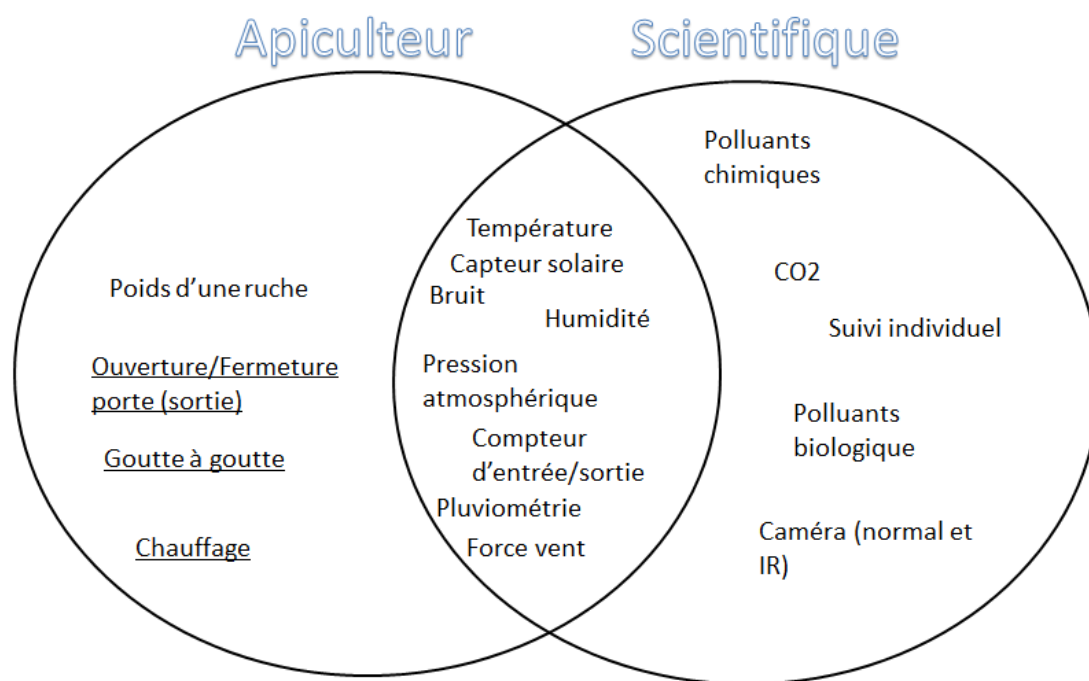 Apiculteur
Scientifique
Poids d'une ruche
Ouverture/Fermeture
porte (sortie)
Goutte à goutte
Chauffage
Température
Capteur solaire
Bruit
Humidité
Pression
atmosphérique
Compteur
d'entrée/sortie
Pluviométrie
Force vent
Polluants
chimiques
CO2
Suivi individuel
Polluants
biologique
Caméra (normal et
IR)